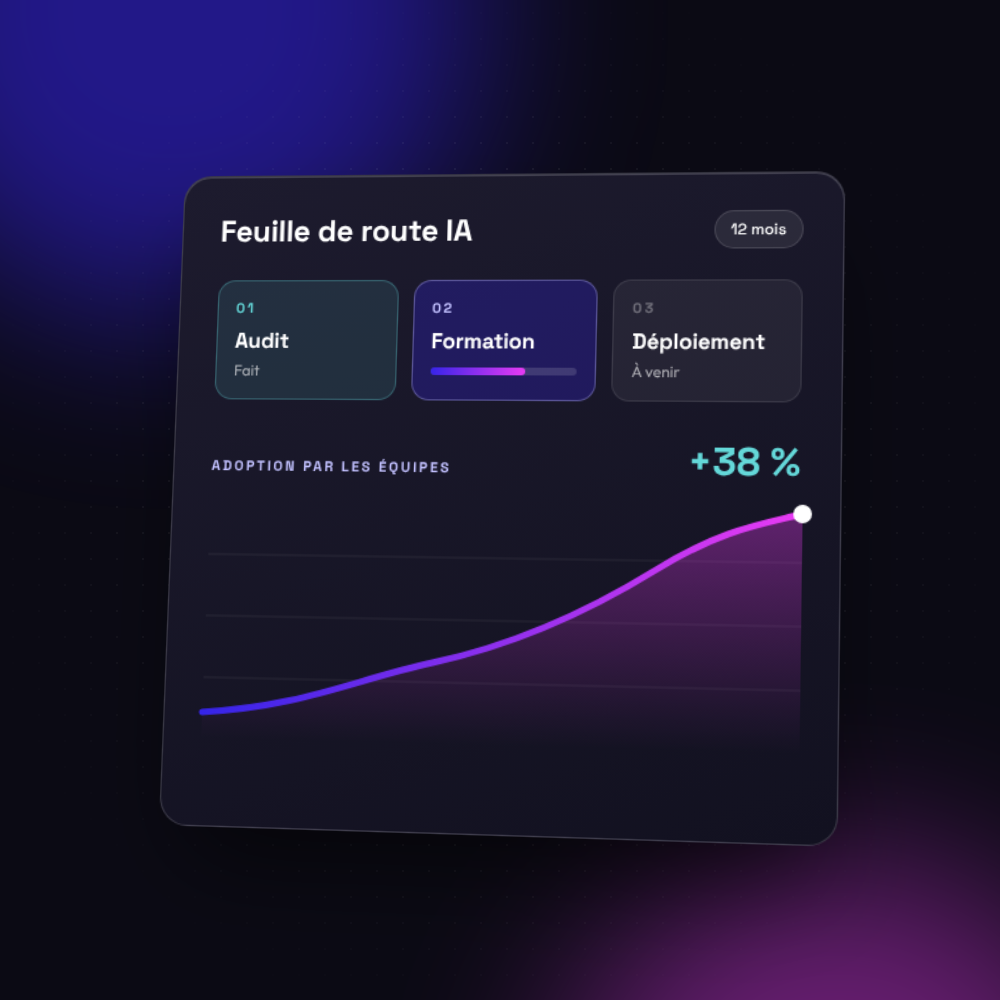 Feuille de route IA
12 mois
01
Audit
Fait
02
Formation
03
Déploiement
À venir
ADOPTION PAR LES ÉQUIPES
+38 %